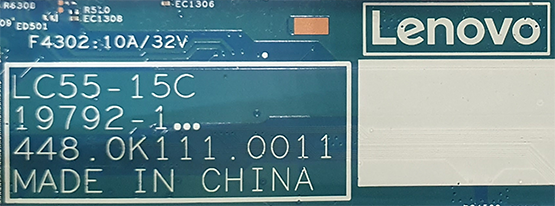 R6308
R510
EC1306
EC1308
ED501
F4302:10A/32V
Lenovo
LC55-15C
19792-1...
448.0K111.0011
MADE IN CHINA